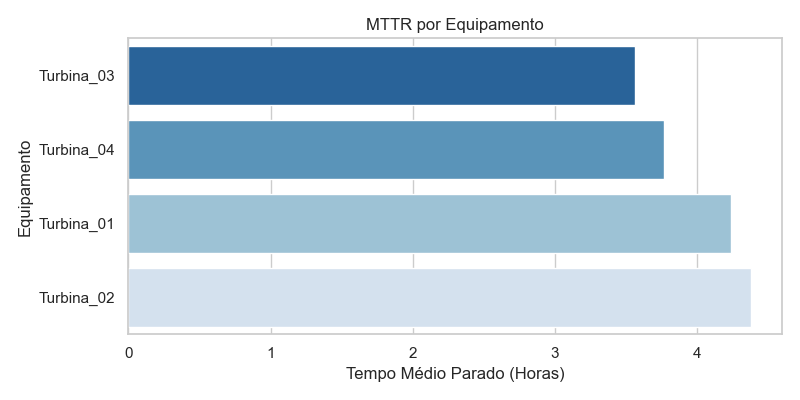 MTTR por Equipamento
Equipamento
Turbina_03
Turbina_04
Turbina_01
Turbina_02
0 1 2 3 4
Tempo Médio Parado (Horas)